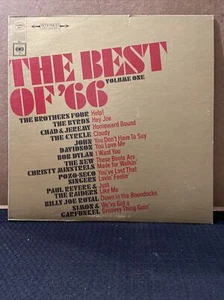 THE BEST
OF '66
VOLUME ONE
THE BROTHERS FOUR Help!
THE BYRDS Hey Joe
CHAD & JEREMY Homeward Bound
THE CYRKLE Cloudy
JOHN DAVIDSON You Don't Have To Say You Love Me
BOB DYLAN I Want You
THE NEW CHRISTY MINSTRELS These Boots Are Made for Walkin'
POZO-SECO SINGERS You've Lost That Lovin' Feelin'
PAUL REVERE & THE RAIDERS Just Like Me
BILLY JOE ROYAL Down in the Boondocks
SIMON & GARFUNKEL We've Got a Groovey Thing Goin'